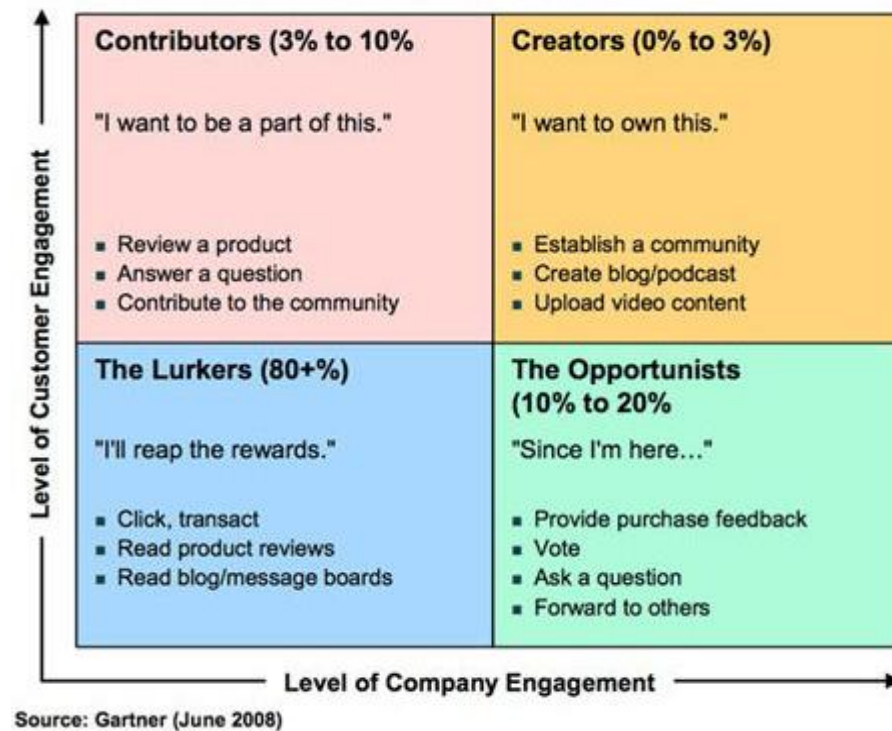 Level of Customer Engagement
Contributors (3% to 10%
"I want to be a part of this."
▪ Review a product
▪ Answer a question
▪ Contribute to the community
Creators (0% to 3%)
"I want to own this."
▪ Establish a community
▪ Create blog/podcast
▪ Upload video content
The Lurkers (80+%)
"I'll reap the rewards."
▪ Click, transact
▪ Read product reviews
▪ Read blog/message boards
The Opportunists
(10% to 20%
"Since I'm here…"
▪ Provide purchase feedback
▪ Vote
▪ Ask a question
▪ Forward to others
Level of Company Engagement
Source: Gartner (June 2008)